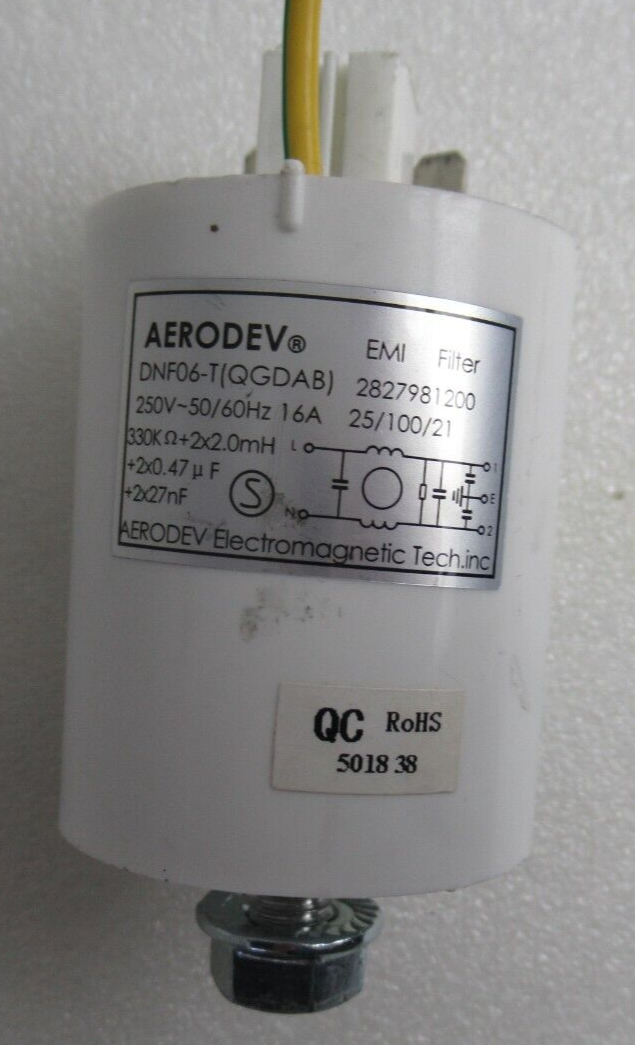 AERODEV® EMI Filter
DNF06-T(QGDAB) 2827981200
250V~50/60Hz 16A 25/100/21
330KΩ+2x2.0mH
+2x0.47μF
+2x27nF
S
L
N
1
E
2
AERODEV Electromagnetic Tech.inc
QC RoHS
5018 38